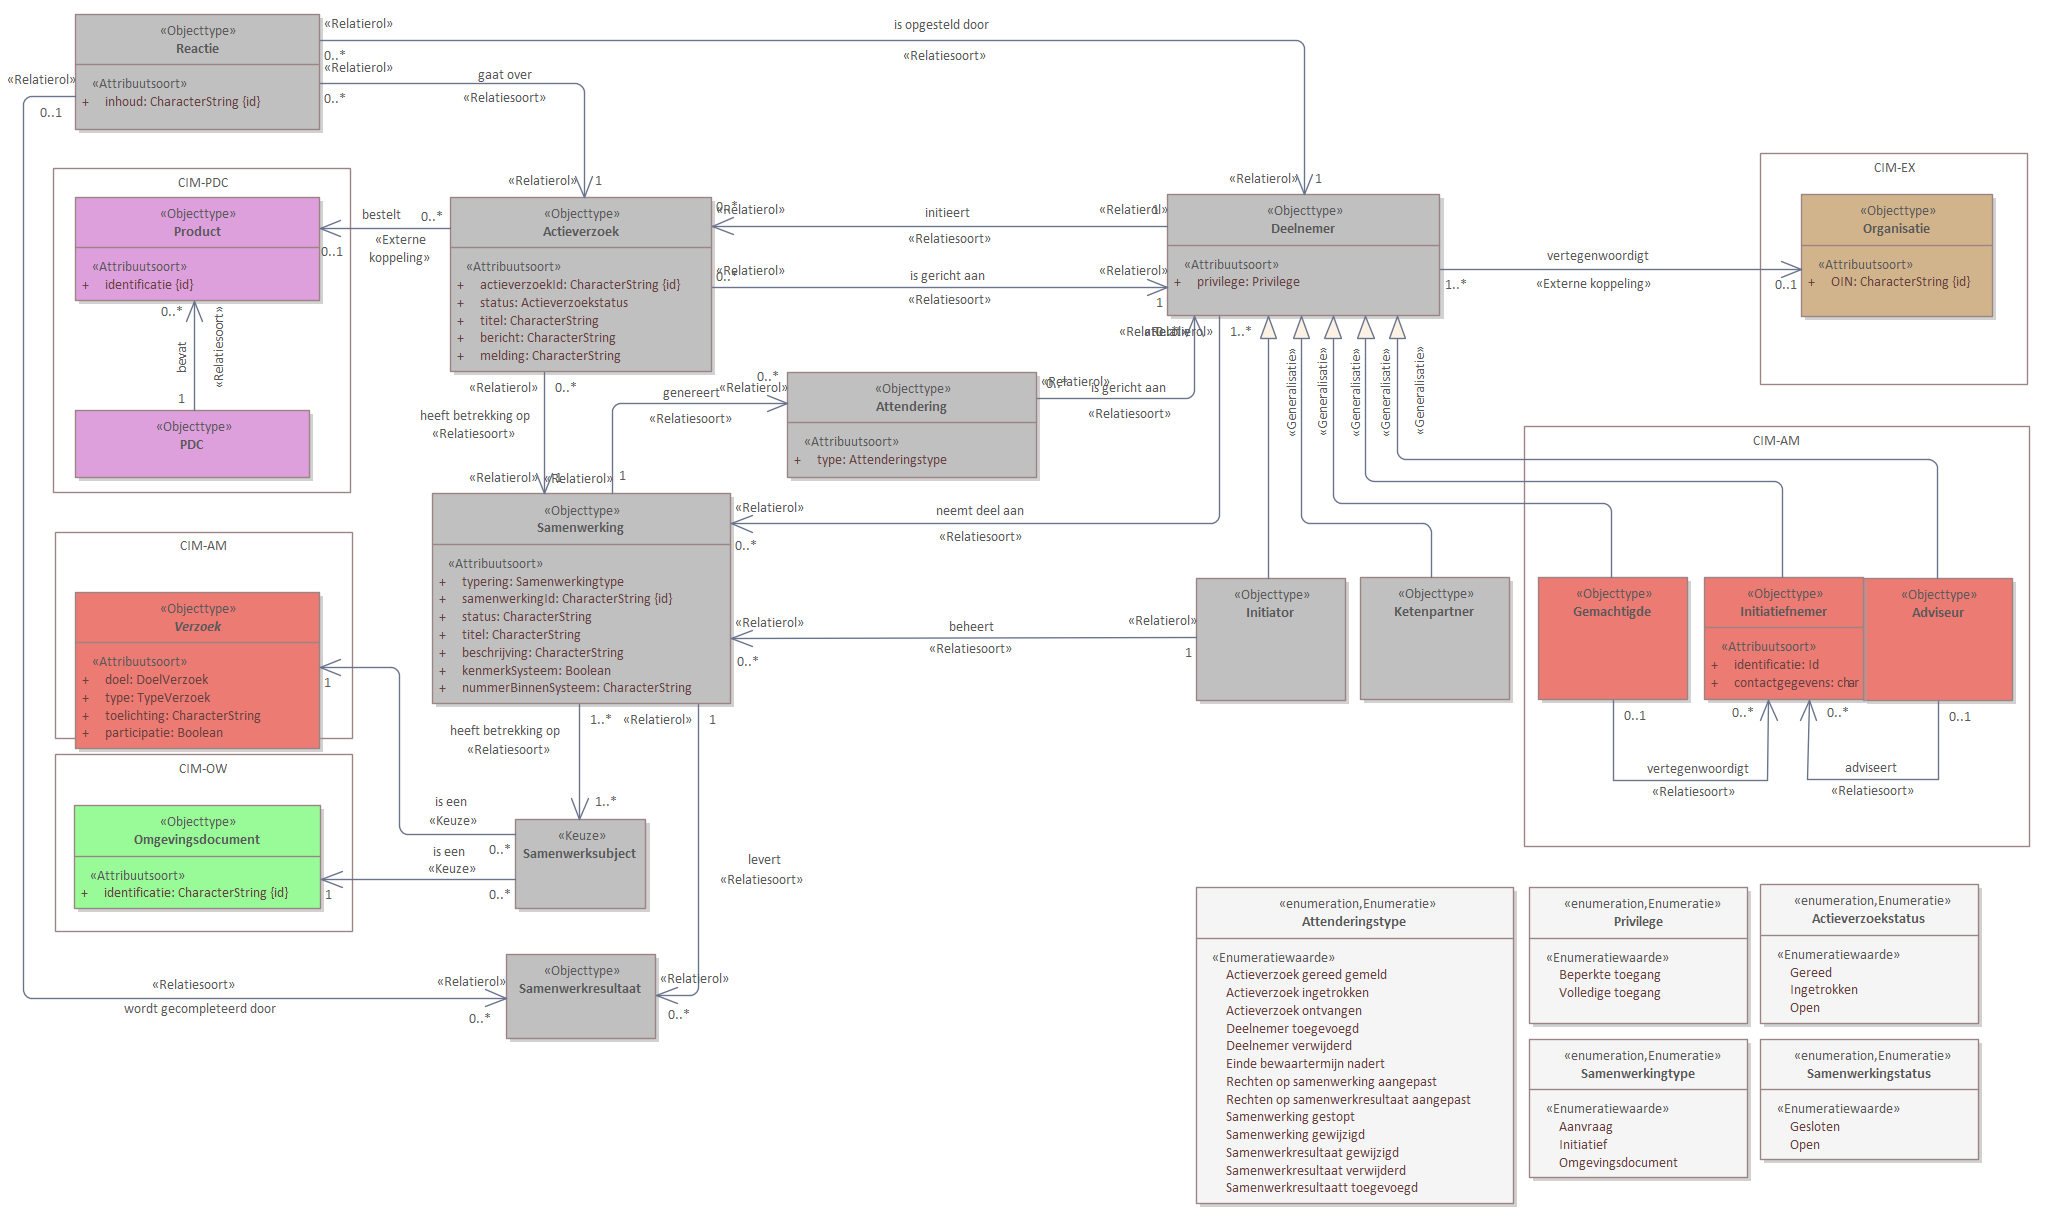 «Objecttype»
Reactie
«Attribuutsoort»
+ inhoud: CharacterString {id}
«Relatierol»
0..*
is opgesteld door
«Relatiesoort»
«Relatierol»
1
«Relatierol»
0..*
gaat over
«Relatiesoort»
«Relatierol»
1
«Relatierol»
0..1
CIM-PDC
«Objecttype»
Product
«Attribuutsoort»
+ identificatie {id}
bestelt
0..*
«Externe
koppeling»
0..1
0..*
bevat
«Relatiesoort»
1
«Objecttype»
PDC
«Objecttype»
Actieverzoek
«Attribuutsoort»
+ actieverzoekId: CharacterString {id}
+ status: Actieverzoekstatus
+ titel: CharacterString
+ bericht: CharacterString
+ melding: CharacterString
0..*
«Relatierol»
initieert
«Relatiesoort»
«Relatierol»
1
«Relatierol»
0..*
is gericht aan
«Relatiesoort»
«Relatierol»
1
«Objecttype»
Deelnemer
«Attribuutsoort»
+ privilege: Privilege
vertegenwoordigt
«Externe koppeling»
1..*
0..1
CIM-EX
«Objecttype»
Organisatie
«Attribuutsoort»
+ OIN: CharacterString {id}
«Relatierol»
1..*
«Generalisatie»
«Generalisatie»
«Generalisatie»
«Generalisatie»
«Generalisatie»
«Relatierol»
0..*
heeft betrekking op
«Relatiesoort»
«Relatierol»
«Relatierol»
1
genereert
«Relatiesoort»
0..*
«Relatierol»
«Objecttype»
Attendering
«Attribuutsoort»
+ type: Attenderingstype
«Relatierol»
0..*
is gericht aan
«Relatiesoort»
«Objecttype»
Samenwerking
«Attribuutsoort»
+ typering: Samenwerkingtype
+ samenwerkingId: CharacterString {id}
+ status: CharacterString
+ titel: CharacterString
+ beschrijving: CharacterString
+ kenmerkSysteem: Boolean
+ nummerBinnenSysteem: CharacterString
«Relatierol»
0..*
neemt deel aan
«Relatiesoort»
«Relatierol»
0..*
beheert
«Relatiesoort»
«Relatierol»
1
«Objecttype»
Initiator
«Objecttype»
Ketenpartner
CIM-AM
«Objecttype»
Gemachtigde
«Objecttype»
Initiatiefnemer
«Attribuutsoort»
+ identificatie: Id
+ contactgegevens: char
«Objecttype»
Adviseur
0..1
0..*
vertegenwoordigt
«Relatiesoort»
0..*
0..1
adviseert
«Relatiesoort»
CIM-AM
«Objecttype»
Verzoek
«Attribuutsoort»
+ doel: DoelVerzoek
+ type: TypeVerzoek
+ toelichting: CharacterString
+ participatie: Boolean
1
CIM-OW
«Objecttype»
Omgevingsdocument
«Attribuutsoort»
+ identificatie: CharacterString {id}
1
heeft betrekking op
«Relatiesoort»
1..*
1..*
«Relatierol»
1
is een
«Keuze»
0..*
is een
«Keuze»
0..*
«Keuze»
Samenwerksubject
levert
«Relatiesoort»
«Relatiesoort»
wordt gecompleteerd door
«Relatierol»
0..*
«Objecttype»
Samenwerkresultaat
«Relatierol»
0..*
«enumeration,Enumeratie»
Attenderingstype
«Enumeratiewaarde»
Actieverzoek gereed gemeld
Actieverzoek ingetrokken
Actieverzoek ontvangen
Deelnemer toegevoegd
Deelnemer verwijderd
Einde bewaartermijn nadert
Rechten op samenwerking aangepast
Rechten op samenwerkresultaat aangepast
Samenwerking gestopt
Samenwerking gewijzigd
Samenwerkresultaat gewijzigd
Samenwerkresultaat verwijderd
Samenwerkresultaatt toegevoegd
«enumeration,Enumeratie»
Privilege
«Enumeratiewaarde»
Beperkte toegang
Volledige toegang
«enumeration,Enumeratie»
Actieverzoekstatus
«Enumeratiewaarde»
Gereed
Ingetrokken
Open
«enumeration,Enumeratie»
Samenwerkingtype
«Enumeratiewaarde»
Aanvraag
Initiatief
Omgevingsdocument
«enumeration,Enumeratie»
Samenwerkingstatus
«Enumeratiewaarde»
Gesloten
Open